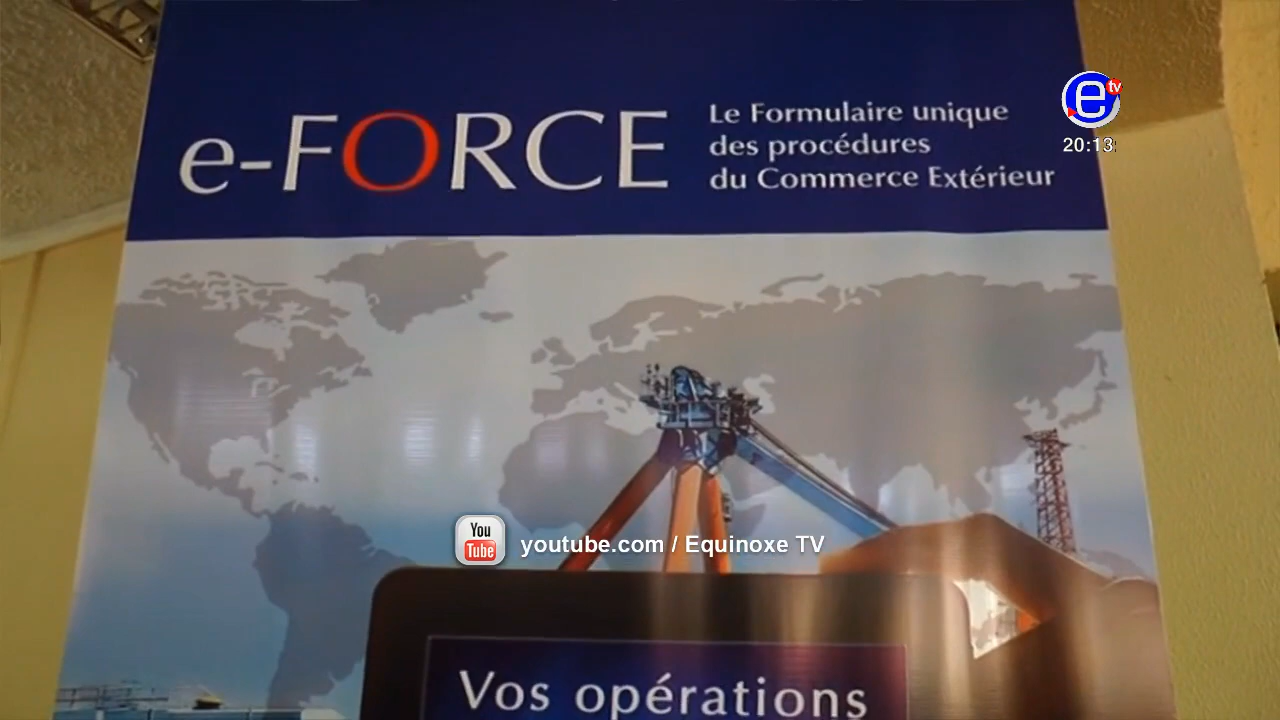 e-FORCE
Le Formulaire unique
des procédures
du Commerce Extérieur
e tv
20:13
You
Tube
youtube.com / Equinoxe TV
Vos opérations